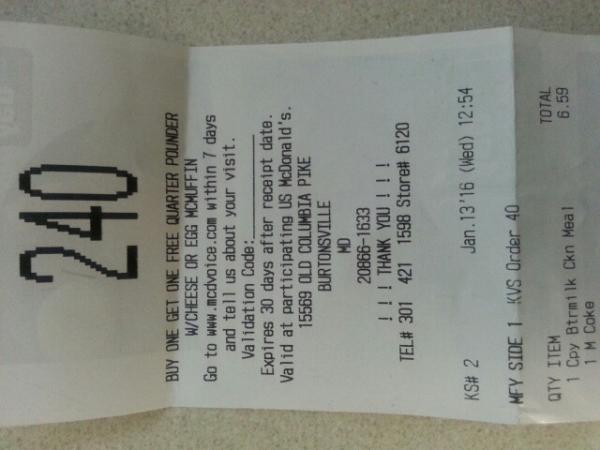 240
BUY ONE GET ONE FREE QUARTER POUNDER
W/CHEESE OR EGG MCMUFFIN
Go to www.mcdvoice.com within 7 days
and tell us about your visit.
Validation Code:__________
Expires 30 days after receipt date.
Valid at participating US McDonald's.
15569 OLD COLUMBIA PIKE
BURTONSVILLE
MD
20866-1633
! ! ! THANK YOU ! ! !
TEL# 301 421 1598 Store# 6120
KS# 2 Jan.13'16 (Wed) 12:54
MFY SIDE 1 KVS Order 40
QTY ITEM TOTAL
1 Cpy Btrmilk Ckn Meal 6.59
1 M Coke